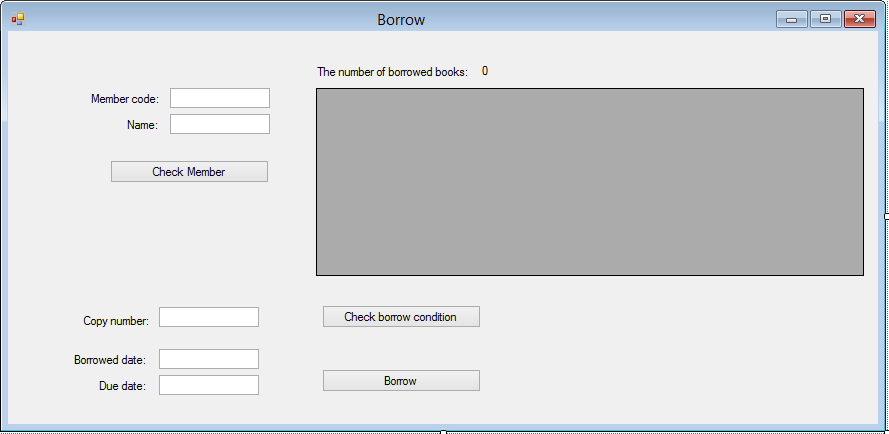 Borrow
The number of borrowed books: 0
Member code:
Name:
Check Member
Copy number:
Check borrow condition
Borrowed date:
Due date:
Borrow